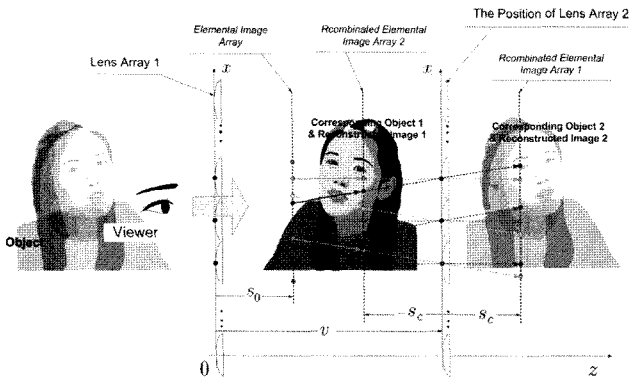 The Position of Lens Array 2
Elemental Image
Array
Rcombinated Elemental
Image Array 2
Rcombinated Elemental
Image Array 1
Lens Array 1
x
x
Corresponding Object 1
& Reconstructed Image 1
Corresponding Object 2
& Reconstructed Image 2
Object
Viewer
s0
sc
sc
v
0
z